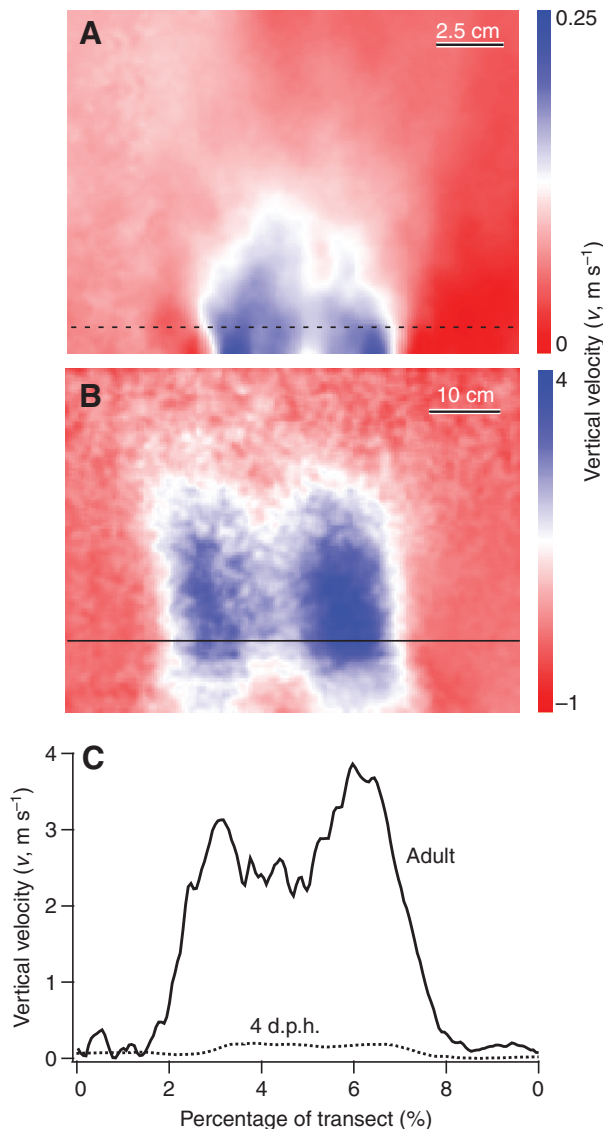 A
2.5 cm
0.25
0
B
10 cm
4
–1
Vertical velocity (v, m s⁻¹)
C
4
3
2
1
0
Vertical velocity (v, m s⁻¹)
Adult
4 d.p.h.
0 2 4 6 8 0
Percentage of transect (%)